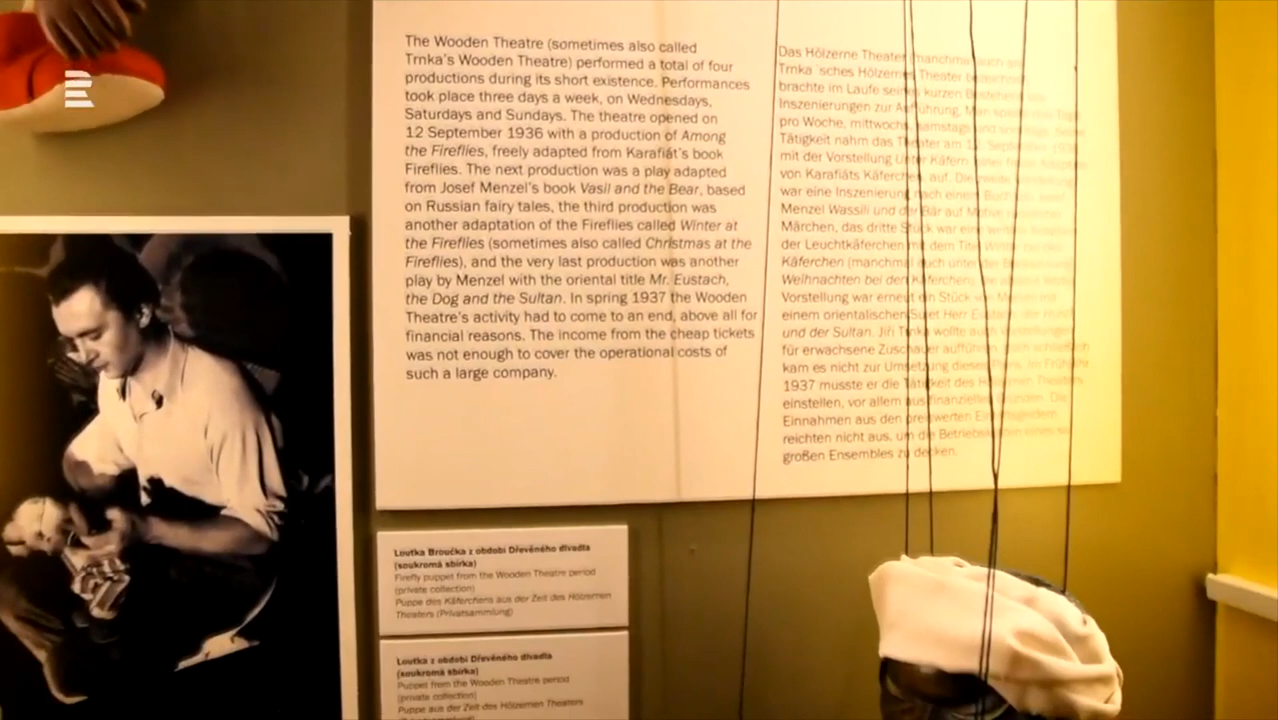 The Wooden Theatre (sometimes also called
Trnka's Wooden Theatre) performed a total of four
productions during its short existence. Performances
took place three days a week, on Wednesdays,
Saturdays and Sundays. The theatre opened on
12 September 1936 with a production of Among
the Fireflies, freely adapted from Karafiát's book
Fireflies. The next production was a play adapted
from Josef Menzel's book Vasil and the Bear, based
on Russian fairy tales, the third production was
another adaptation of the Fireflies called Winter at
the Fireflies (sometimes also called Christmas at the
Fireflies), and the very last production was another
play by Menzel with the oriental title Mr. Eustach,
the Dog and the Sultan. In spring 1937 the Wooden
Theatre's activity had to come to an end, above all for
financial reasons. The income from the cheap tickets
was not enough to cover the operational costs of
such a large company.
Das Hölzerne Theater (manchmal auch
Trnka´sches Hölzernes Theater
brachte im Laufe seines kurzen Bestehens
Inszenierungen zur Aufführung. Man
pro Woche, mittwochs, samstags und
Tätigkeit nahm das Theater am 12. September
mit der Vorstellung Unter Käfern,
von Karafiáts Käferchen, auf. Die
war eine Inszenierung nach einem Buch
Menzel Wassili und der Bär auf Motive
Märchen, das dritte Stück war eine
der Leuchtkäferchen mit dem Titel
Käferchen (manchmal auch unter der
Weihnachten bei den Käferchen),
Vorstellung war erneut ein Stück von Menzel mit
einem orientalischen Sujet Herr Eustach, der Hund
und der Sultan. Jiří Trnka wollte auch Vorstellungen
für erwachsene Zuschauer aufführen, doch schließlich
kam es nicht zur Umsetzung dieses Plans. Im Frühjahr
1937 musste er die Tätigkeit des Hölzernen Theaters
einstellen, vor allem aus finanziellen Gründen. Die
Einnahmen aus den preiswerten Eintrittsgeldern
reichten nicht aus, um die Betriebskosten eines so
großen Ensembles zu decken.
Loutka Broučka z období Dřevěného divadla
(soukromá sbírka)
Firefly puppet from the Wooden Theatre period
(private collection)
Puppe des Käferchens aus der Zeit des Hölzernen
Theaters (Privatsammlung)
Loutka z období Dřevěného divadla
(soukromá sbírka)
Puppet from the Wooden Theatre period
(private collection)
Puppe aus der Zeit des Hölzernen Theaters